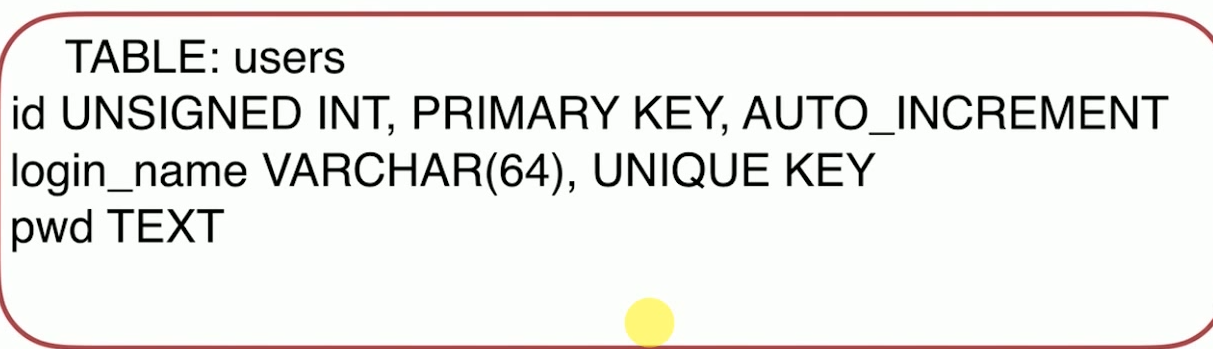 TABLE: users
id UNSIGNED INT, PRIMARY KEY, AUTO_INCREMENT
login_name VARCHAR(64), UNIQUE KEY
pwd TEXT